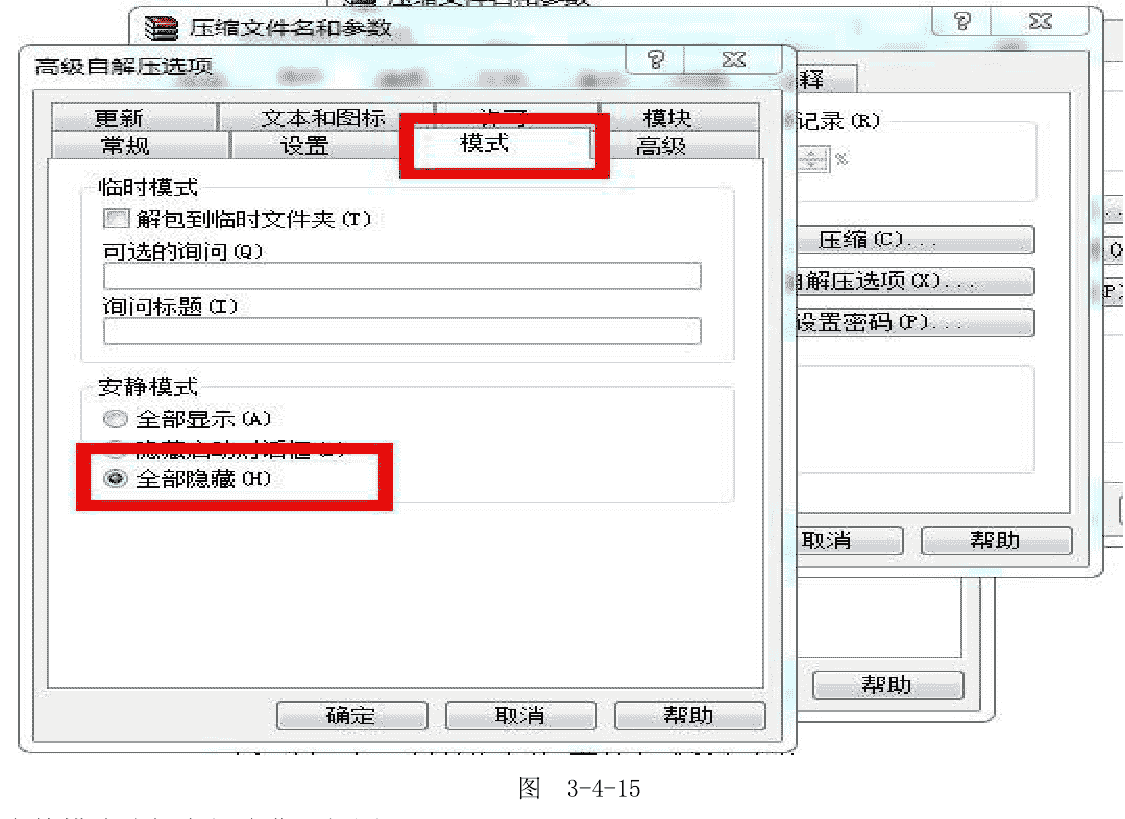 压缩文件名和参数
高级自解压选项
更新
文本和图标
许可
模块
常规
设置
模式
高级
临时模式
解包到临时文件夹(T)
可选的询问(Q)
询问标题(I)
安静模式
全部显示(A)
全部隐藏(H)
确定
取消
帮助
释
记录(R)
%
压缩(C)...
自解压选项(X)...
设置密码(P)...
取消
帮助
帮助
图 3-4-15